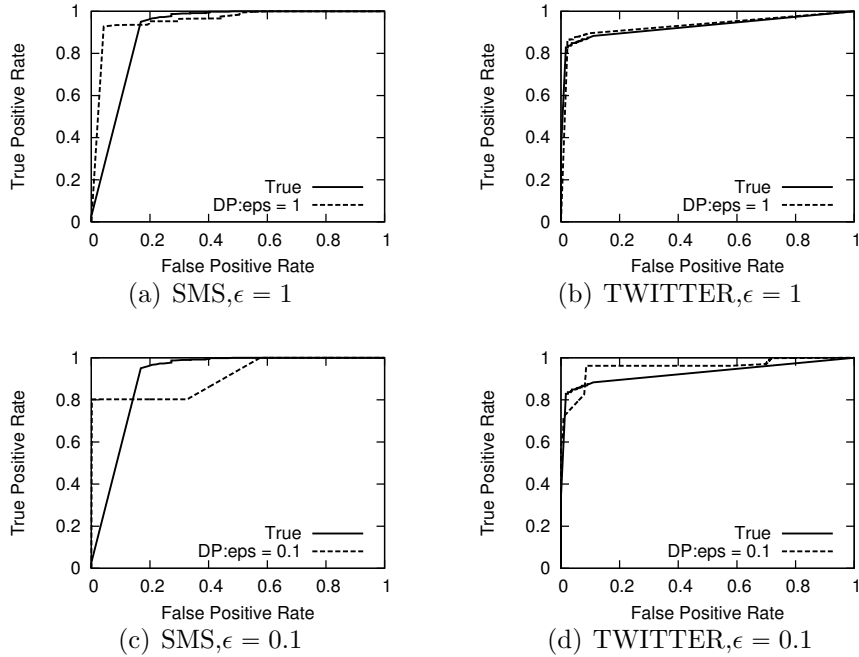 True Positive Rate
1
0.8
0.6
0.4
0.2
0
True
DP:eps = 1
0 0.2 0.4 0.6 0.8 1
False Positive Rate
(a) SMS,ϵ = 1
True Positive Rate
1
0.8
0.6
0.4
0.2
0
True
DP:eps = 1
0 0.2 0.4 0.6 0.8 1
False Positive Rate
(b) TWITTER,ϵ = 1
True Positive Rate
1
0.8
0.6
0.4
0.2
0
True
DP:eps = 0.1
0 0.2 0.4 0.6 0.8 1
False Positive Rate
(c) SMS,ϵ = 0.1
True Positive Rate
1
0.8
0.6
0.4
0.2
0
True
DP:eps = 0.1
0 0.2 0.4 0.6 0.8 1
False Positive Rate
(d) TWITTER,ϵ = 0.1